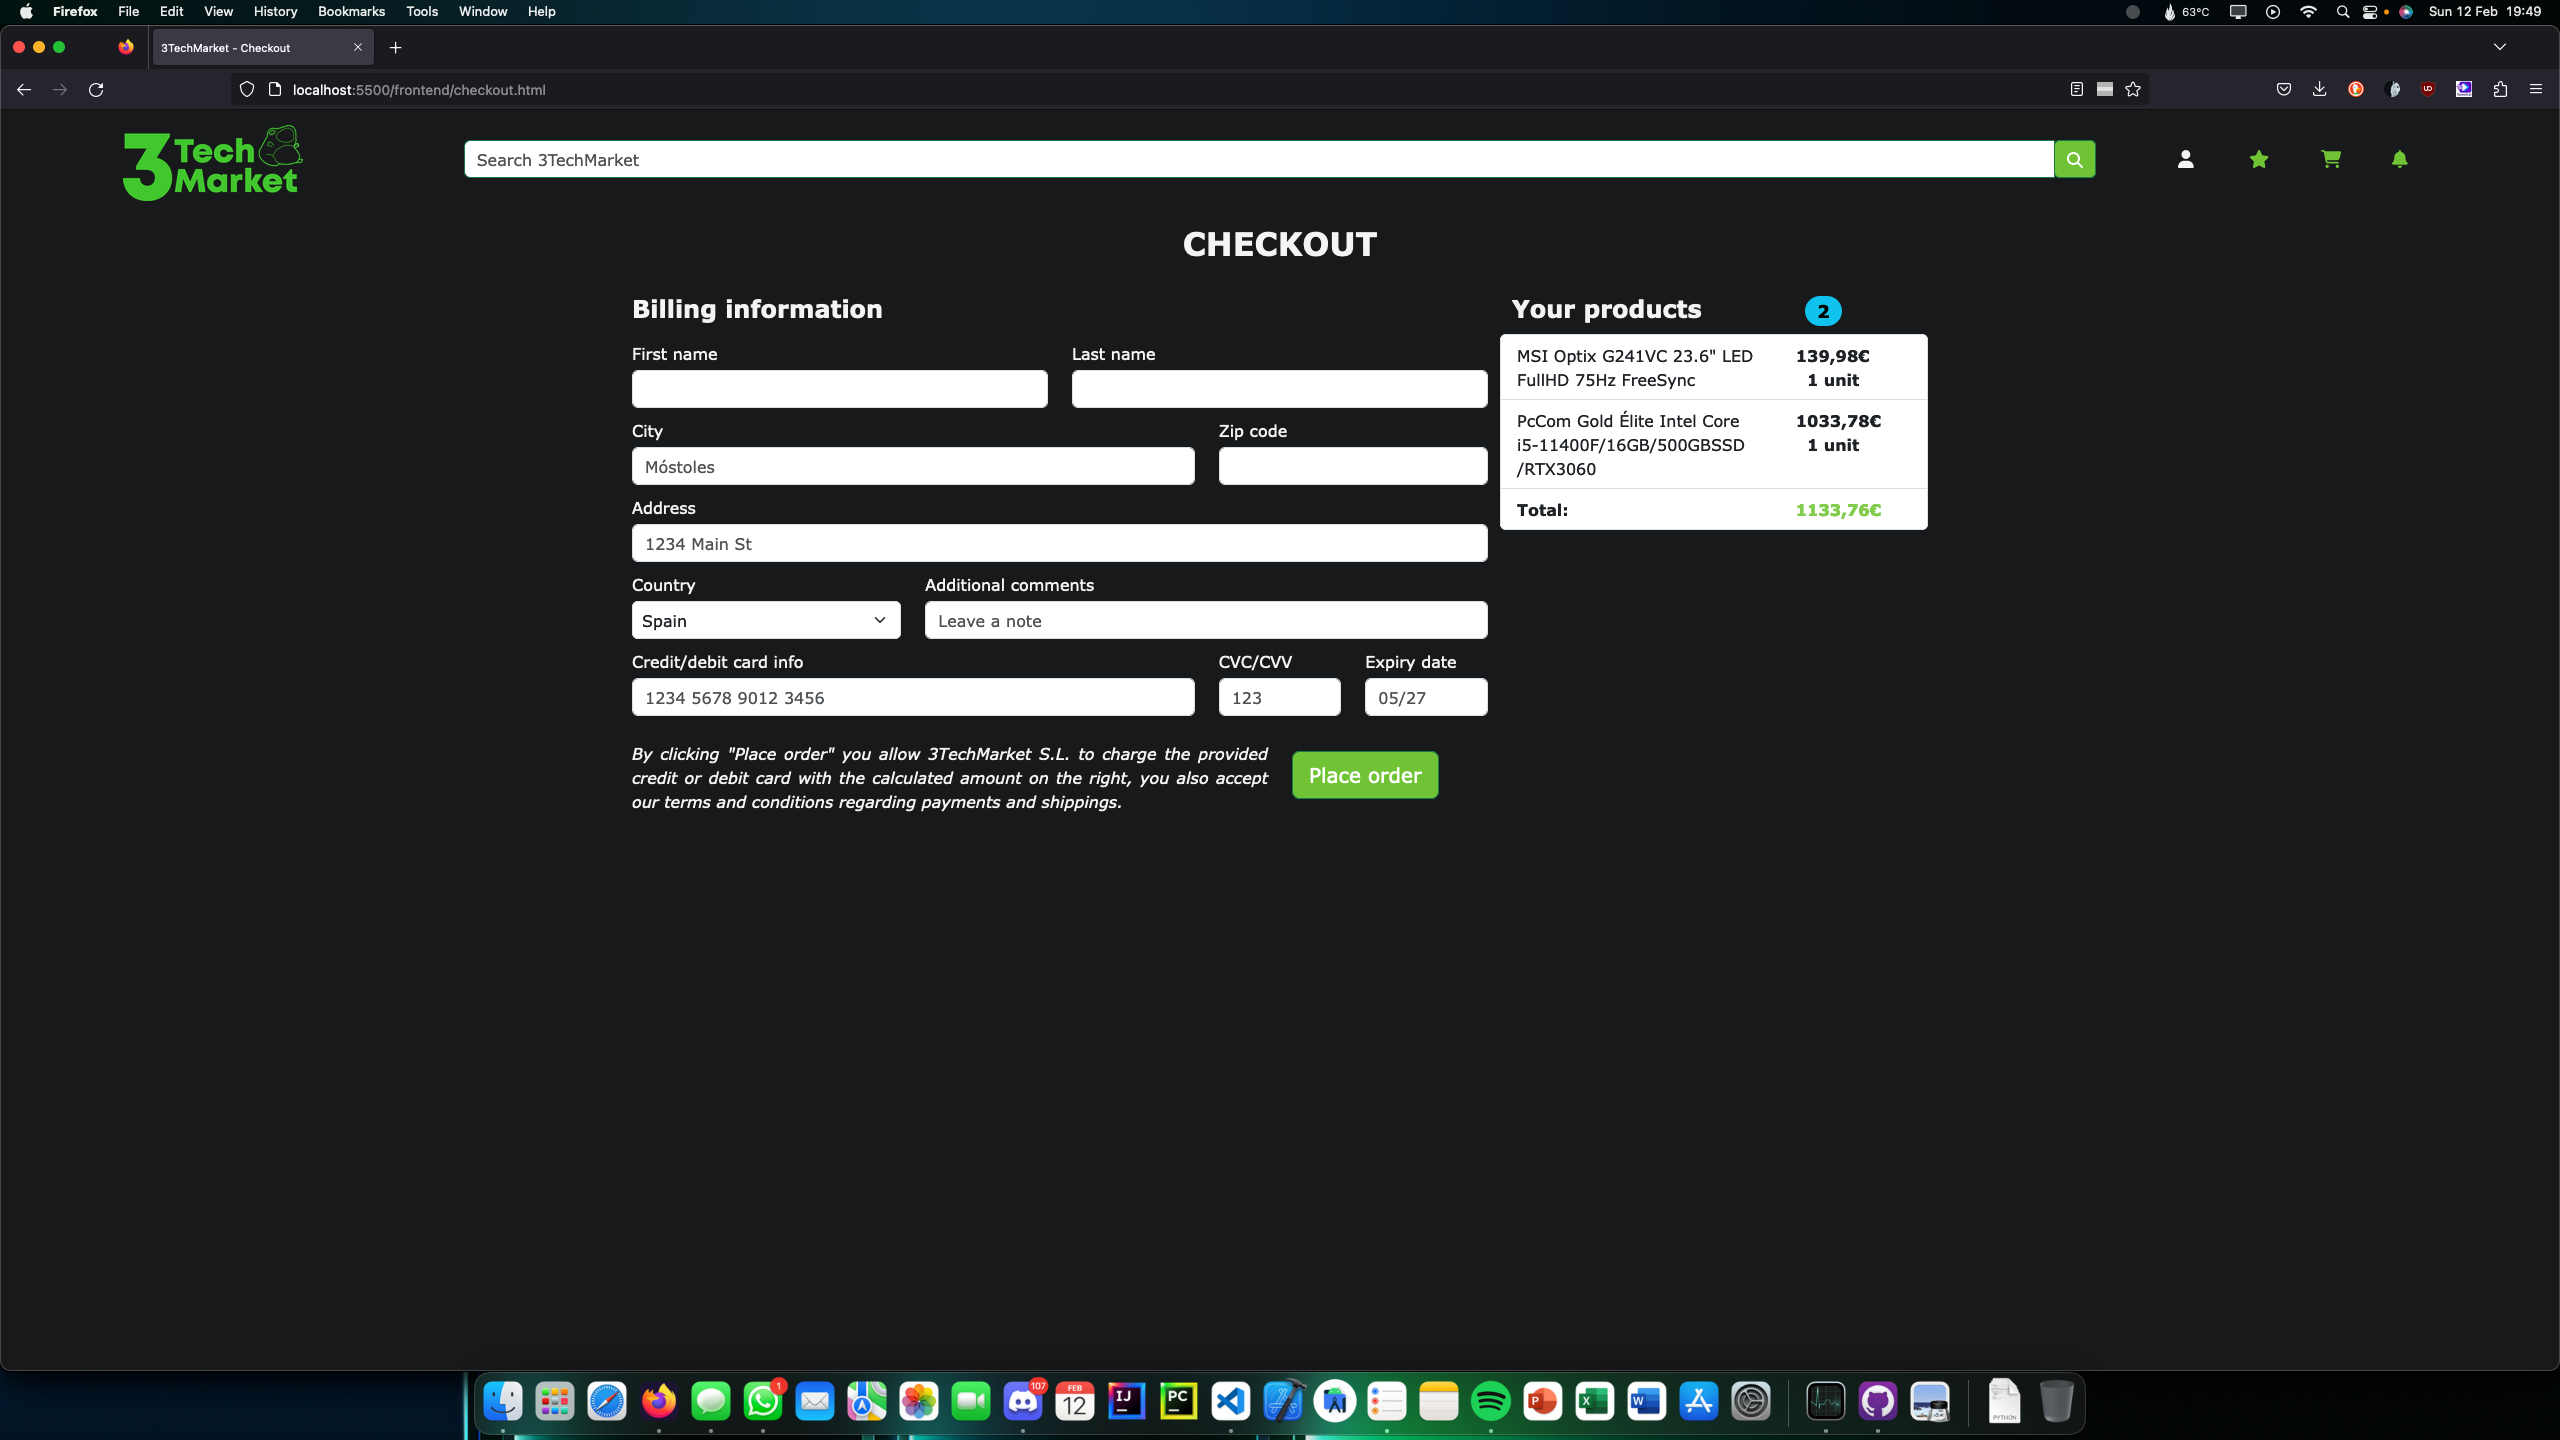 Firefox File Edit View History Bookmarks Tools Window Help 63°C Sun 12 Feb 19:49
3TechMarket - Checkout
localhost:5500/frontend/checkout.html
3 Tech Market
Search 3TechMarket
CHECKOUT
Billing information
First name Last name
City Zip code
Móstoles
Address
1234 Main St
Country Additional comments
Spain Leave a note
Credit/debit card info CVC/CVV Expiry date
1234 5678 9012 3456 123 05/27
By clicking "Place order" you allow 3TechMarket S.L. to charge the provided
credit or debit card with the calculated amount on the right, you also accept
our terms and conditions regarding payments and shippings.
Place order
Your products 2
MSI Optix G241VC 23.6" LED 139,98€
FullHD 75Hz FreeSync 1 unit
PcCom Gold Élite Intel Core 1033,78€
i5-11400F/16GB/500GBSSD 1 unit
/RTX3060
Total: 1133,76€
1 107 FEB 12 IJ PC P X W PYTHON